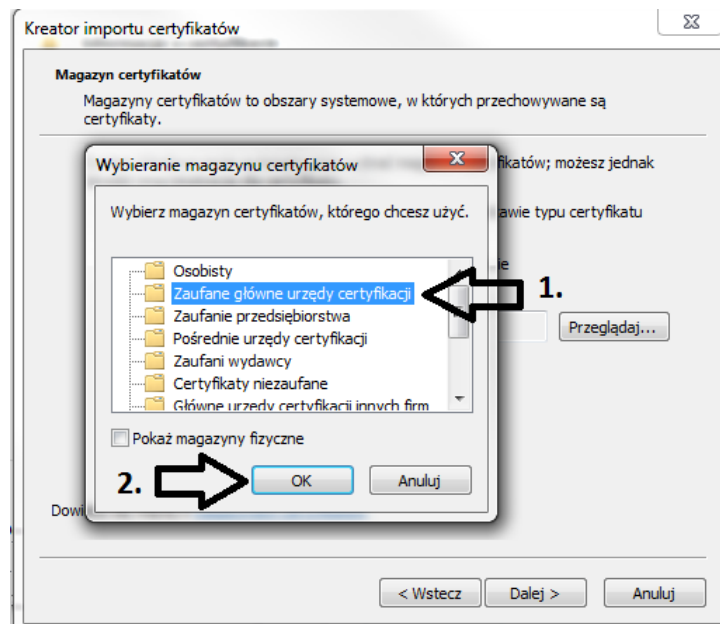 Kreator importu certyfikatów
Magazyn certyfikatów
Magazyny certyfikatów to obszary systemowe, w których przechowywane są
certyfikaty.
Wybieranie magazynu certyfikatów
fikatów; możesz jednak
Wybierz magazyn certyfikatów, którego chcesz użyć.
awie typu certyfikatu
Osobisty
Zaufane główne urzędy certyfikacji
1.
Zaufanie przedsiębiorstwa
Przeglądaj...
Pośrednie urzędy certyfikacji
Zaufani wydawcy
Certyfikaty niezaufane
Główne urzędy certyfikacji innych firm
Pokaż magazyny fizyczne
2.
OK
Anuluj
Dowi
< Wstecz
Dalej >
Anuluj